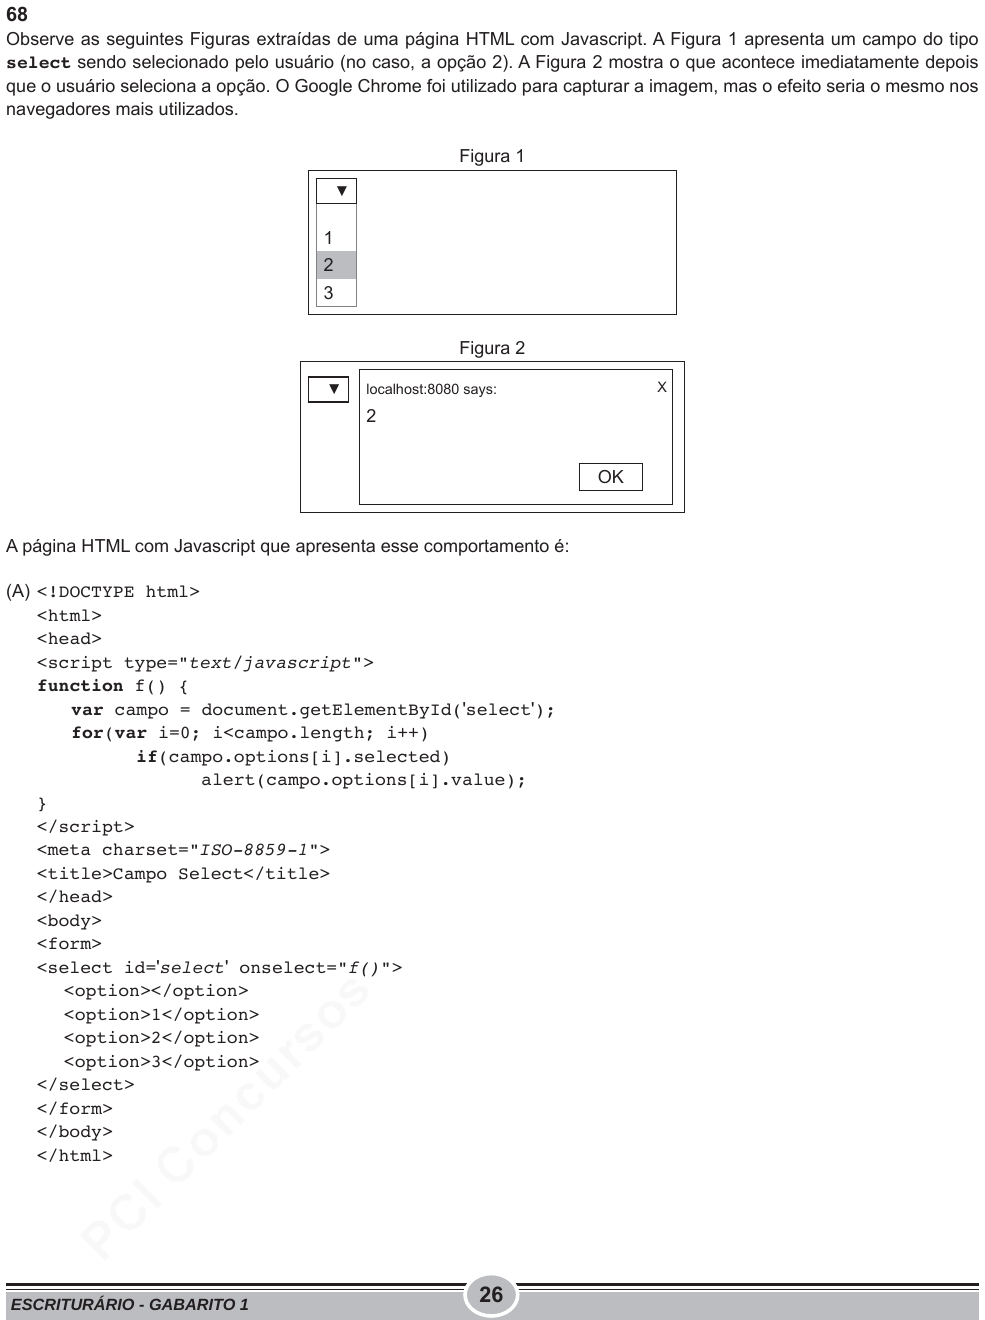 68
Observe as seguintes Figuras extraídas de uma página HTML com Javascript. A Figura 1 apresenta um campo do tipo
select sendo selecionado pelo usuário (no caso, a opção 2). A Figura 2 mostra o que acontece imediatamente depois
que o usuário seleciona a opção. O Google Chrome foi utilizado para capturar a imagem, mas o efeito seria o mesmo nos
navegadores mais utilizados.
Figura 1
▼
1
2
3
Figura 2
▼
localhost:8080 says:
X
2
OK
A página HTML com Javascript que apresenta esse comportamento é:
(A) <!DOCTYPE html>
<html>
<head>
<script type="text/javascript">
function f() {
var campo = document.getElementById('select');
for(var i=0; i<campo.length; i++)
if(campo.options[i].selected)
alert(campo.options[i].value);
}
</script>
<meta charset="ISO-8859-1">
<title>Campo Select</title>
</head>
<body>
<form>
<select id='select' onselect="f()">
<option></option>
<option>1</option>
<option>2</option>
<option>3</option>
</select>
</form>
</body>
</html>
PCI Concursos
26
ESCRITURÁRIO - GABARITO 1